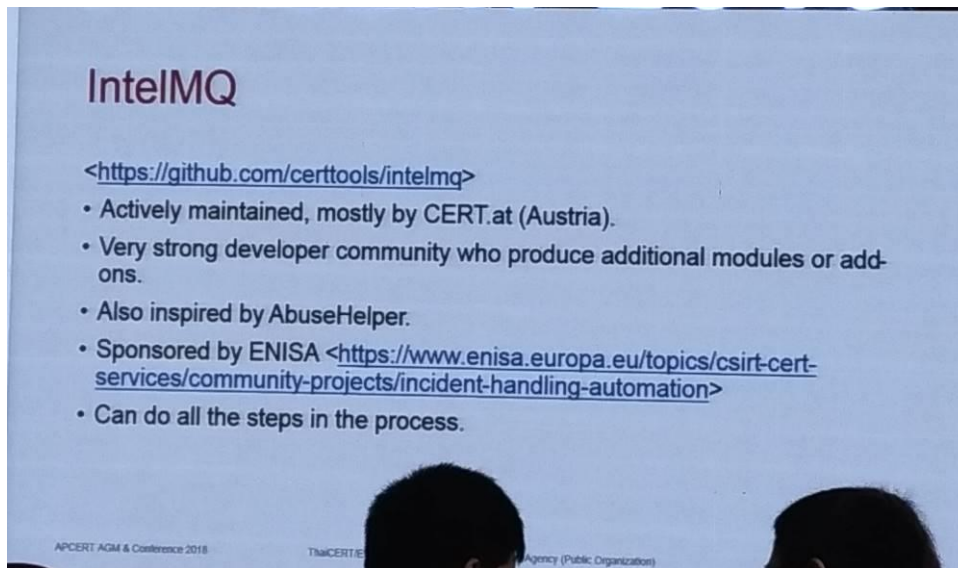 IntelMQ
<https://github.com/certtools/intelmq>
• Actively maintained, mostly by CERT.at (Austria).
• Very strong developer community who produce additional modules or add-
ons.
• Also inspired by AbuseHelper.
• Sponsored by ENISA <https://www.enisa.europa.eu/topics/csirt-cert-
services/community-projects/incident-handling-automation>
• Can do all the steps in the process.
APCERT AGM & Conference 2018
ThaiCERT/E
Agency (Public Organization)